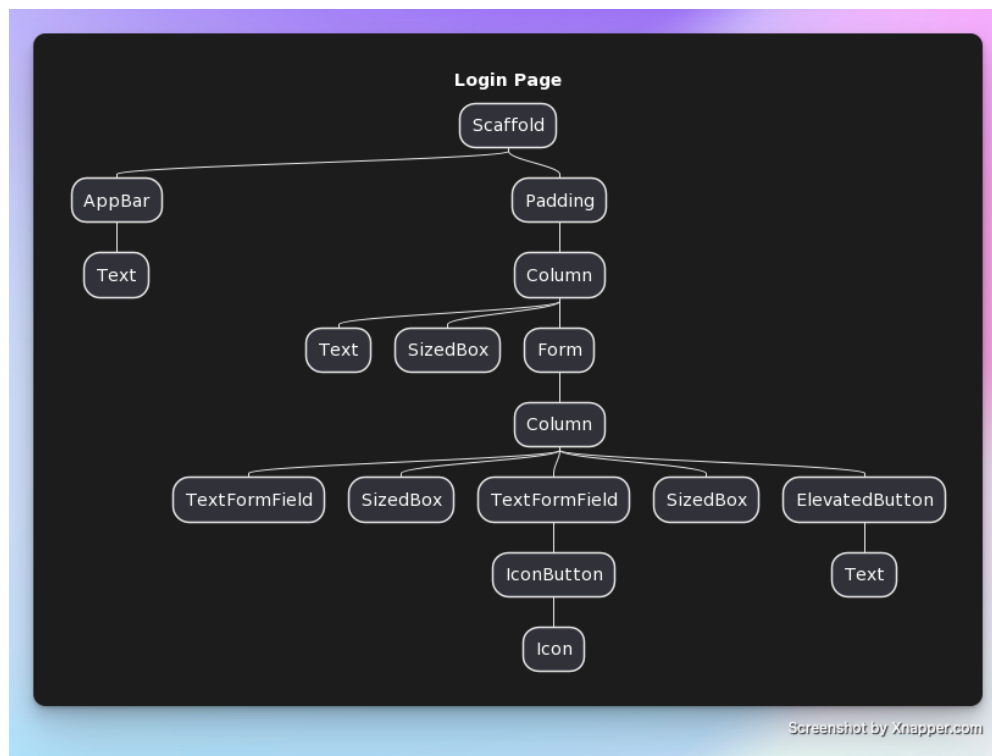 Login Page
Scaffold
AppBar
Padding
Text
Column
Text
SizedBox
Form
Column
TextFormField
SizedBox
TextFormField
SizedBox
ElevatedButton
IconButton
Text
Icon
Screenshot by Xnapper.com